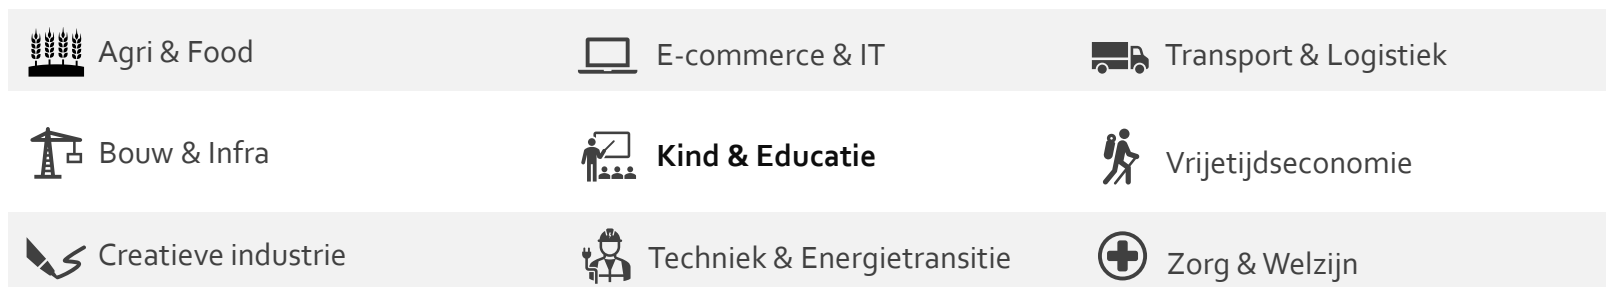 Agri & Food
E-commerce & IT
Transport & Logistiek
Bouw & Infra
Kind & Educatie
Vrijetijdseconomie
Creatieve industrie
Techniek & Energietransitie
Zorg & Welzijn